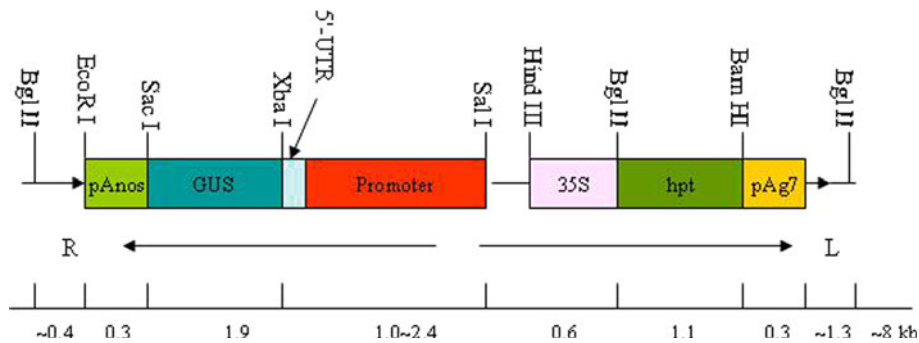 Bgl II
EcoR I
Sac I
Xba I
5'-UTR
Sal I
Hind III
Bgl II
Bam HI
Bgl II
pAnos GUS Promoter 35S hpt pAg7
R L
~0.4 0.3 1.9 1.0~2.4 0.6 1.1 0.3 ~1.3 ~8 kb